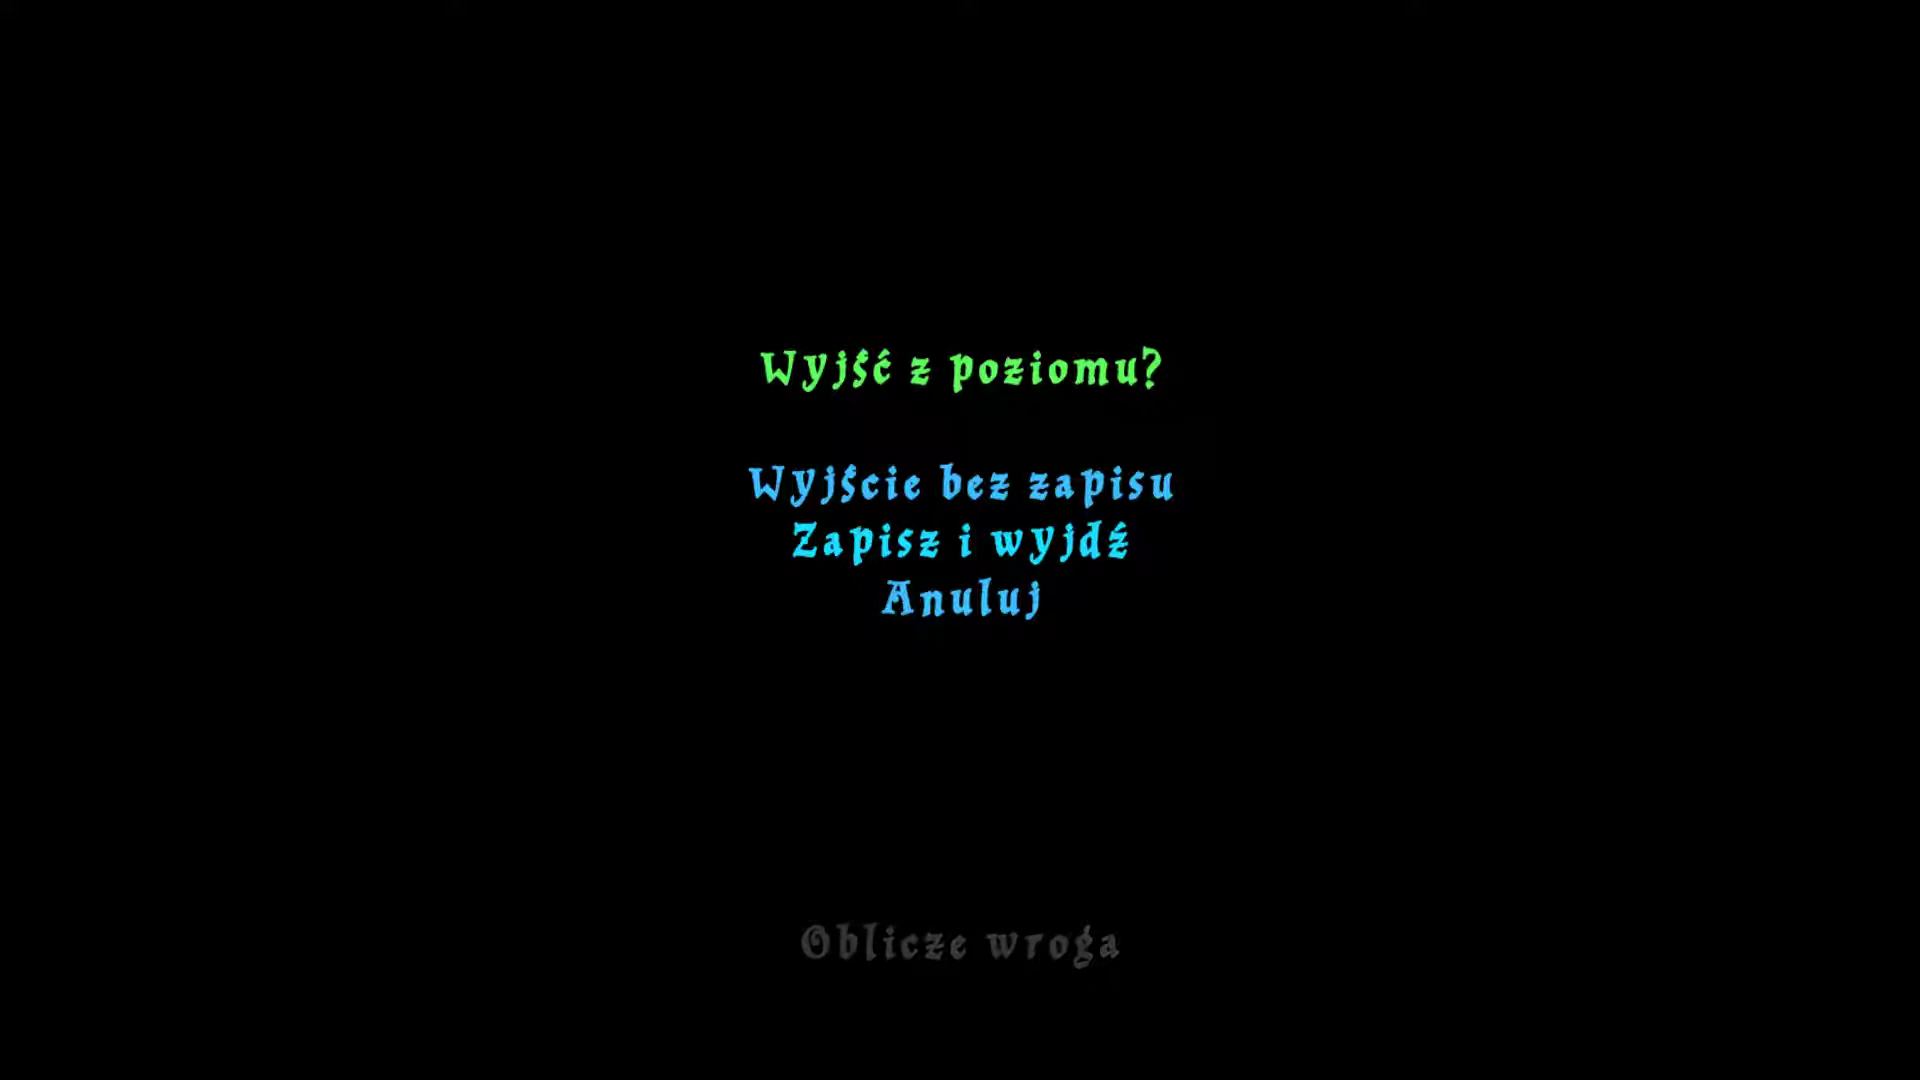 Wyjść z poziomu?
Wyjście bez zapisu
Zapisz i wyjdź
Anuluj
Oblicze wroga